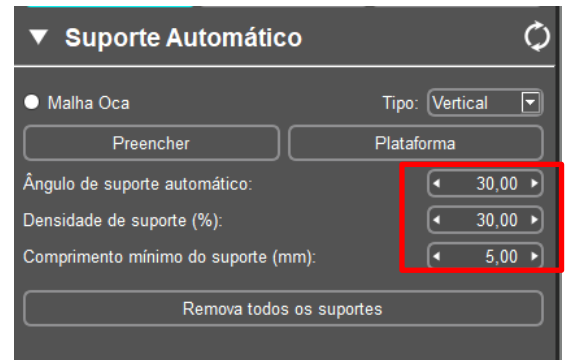 Suporte Automático
Malha Oca Tipo: Vertical
Preencher Plataforma
Ângulo de suporte automático: 30,00
Densidade de suporte (%): 30,00
Comprimento mínimo do suporte (mm): 5,00
Remova todos os suportes